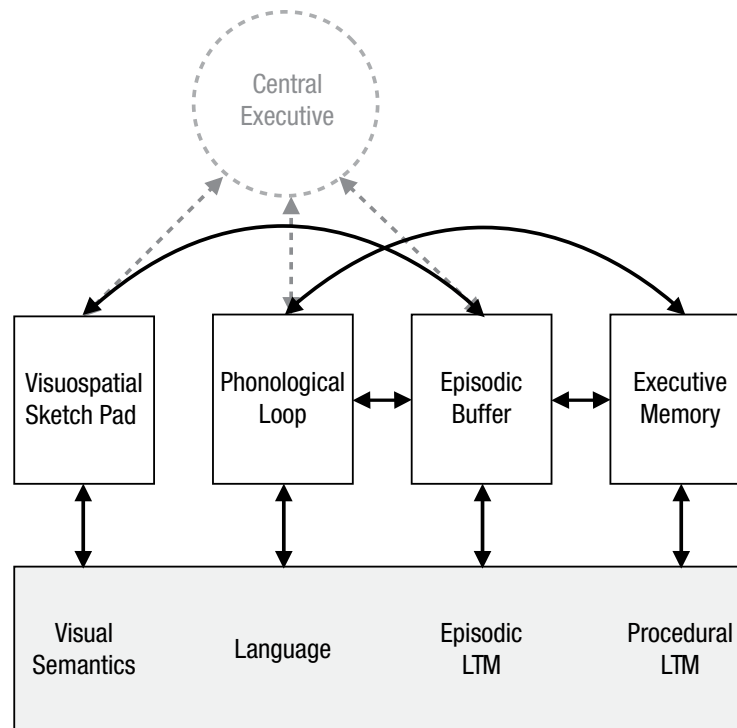 Central
Executive
Visuospatial
Sketch Pad
Phonological
Loop
Episodic
Buffer
Executive
Memory
Visual
Semantics
Language
Episodic
LTM
Procedural
LTM